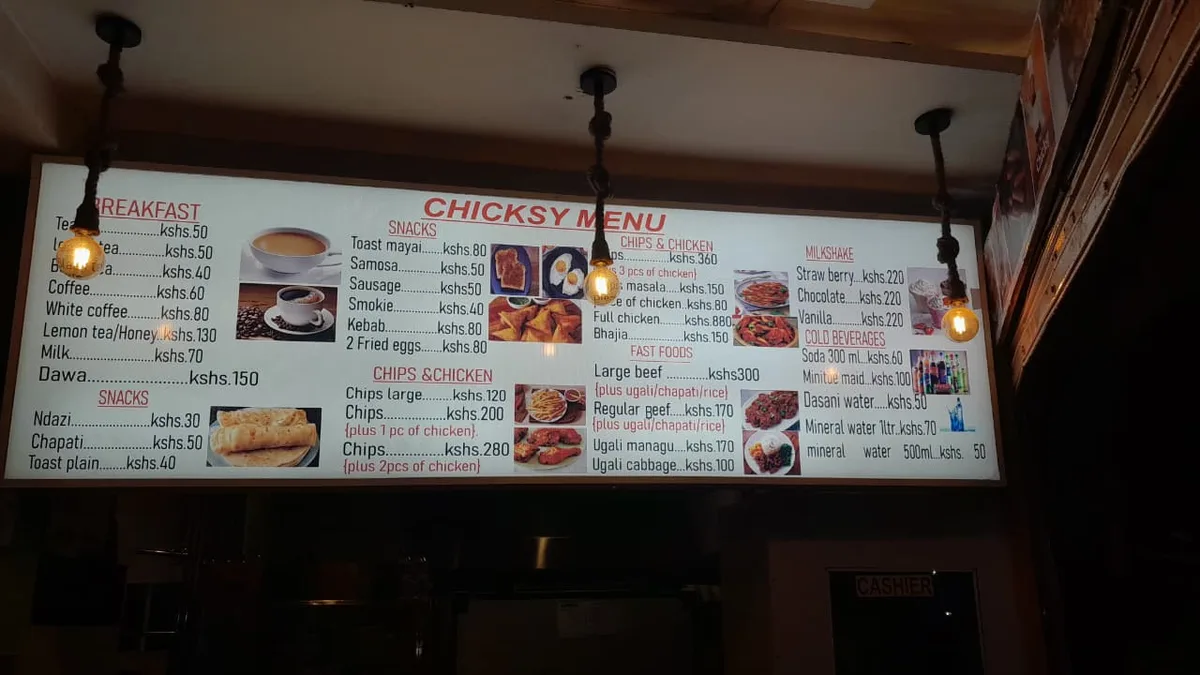 CHICKSY MENU
BREAKFAST
...............kshs.50
tea...............kshs.50
...............kshs.40
Coffee...............kshs.60
White coffee............kshs.80
Lemon tea/Honey..kshs.130
Milk....................kshs.70
Dawa......................kshs.150
SNACKS
Ndazi...................kshs.30
Chapati................kshs.50
Toast plain.......kshs.40
SNACKS
Toast mayai......kshs.80
Samosa...............kshs.50
Sausage............kshs50
Smokie...............kshs.40
Kebab................kshs.80
2 Fried eggs......kshs.80
CHIPS &CHICKEN
Chips large........kshs.120
Chips..............kshs.200
{plus 1 pc of chicken}.
Chips..............kshs.280
{plus 2pcs of chicken}
CHIPS & CHICKEN
...............kshs.360
3 pcs of chicken}
masala.......kshs.150
of chicken.kshs.80
Full chicken.......kshs.880
Bhajia...............kshs.150
FAST FOODS
Large beef ............kshs300
{plus ugali/chapati/rice}
Regular beef....kshs.170
{plus ugali/chapati/rice}
Ugali managu...kshs.170
Ugali cabbage...kshs.100
MILKSHAKE
Straw berry...kshs.220
Chocolate.....kshs.220
Vanilla..........kshs.220
COLD BEVERAGES
Soda 300 ml..kshs.60
Minute maid...kshs.100
Dasani water.....kshs.50
Mineral water 1ltr.kshs.70
mineral water 500ml...kshs. 50
CASHIER